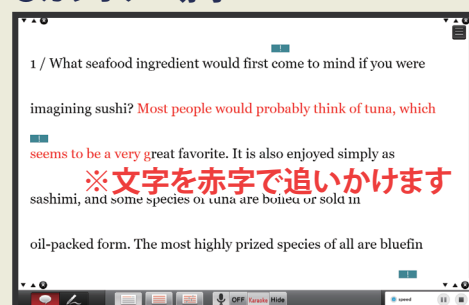 1 / What seafood ingredient would first come to mind if you were
imagining sushi? Most people would probably think of tuna, which
seems to be a very great favorite. It is also enjoyed simply as
※文字を赤字で追いかけます
sashimi, and some species of tuna are boiled or sold in
oil-packed form. The most highly prized species of all are bluefin
OFF Karaoke Hide
speed